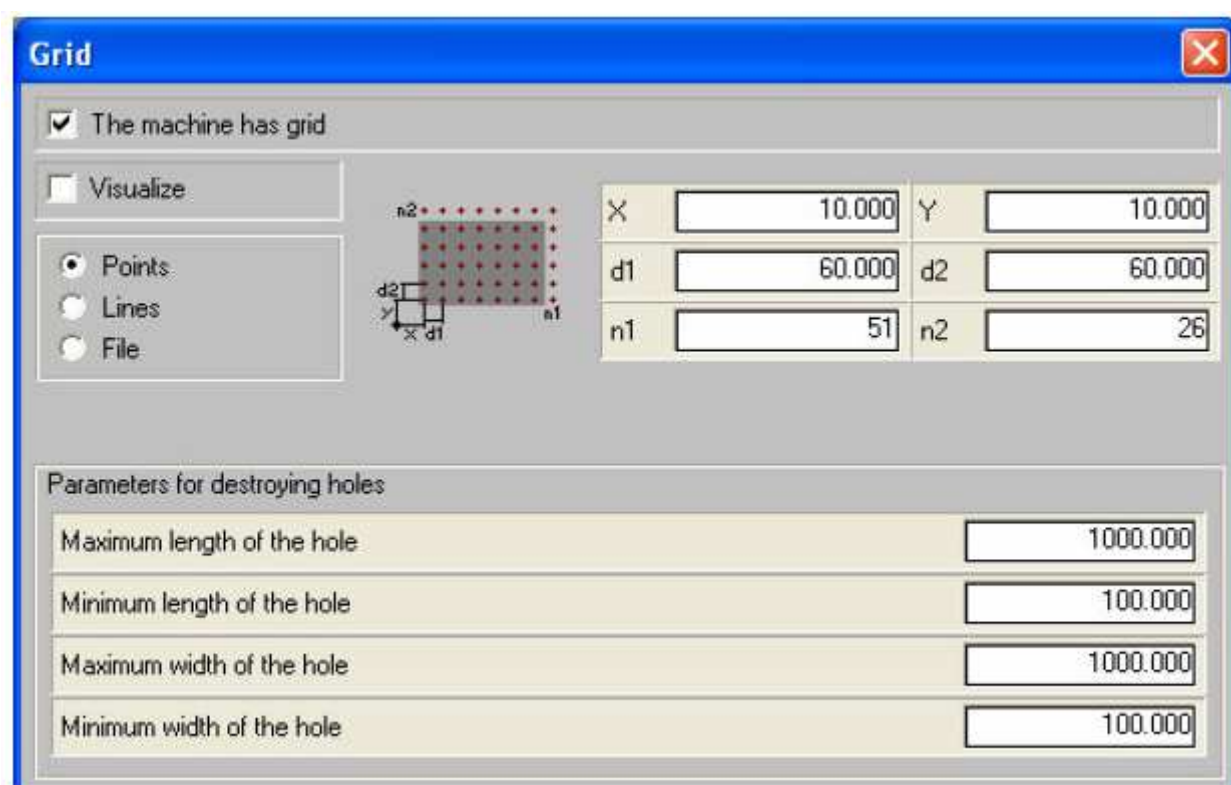 Grid
The machine has grid
Visualize
Points
Lines
File
n2
d2
Y
X d1
n1
X 10.000 Y 10.000
d1 60.000 d2 60.000
n1 51 n2 26
Parameters for destroying holes
Maximum length of the hole 1000.000
Minimum length of the hole 100.000
Maximum width of the hole 1000.000
Minimum width of the hole 100.000